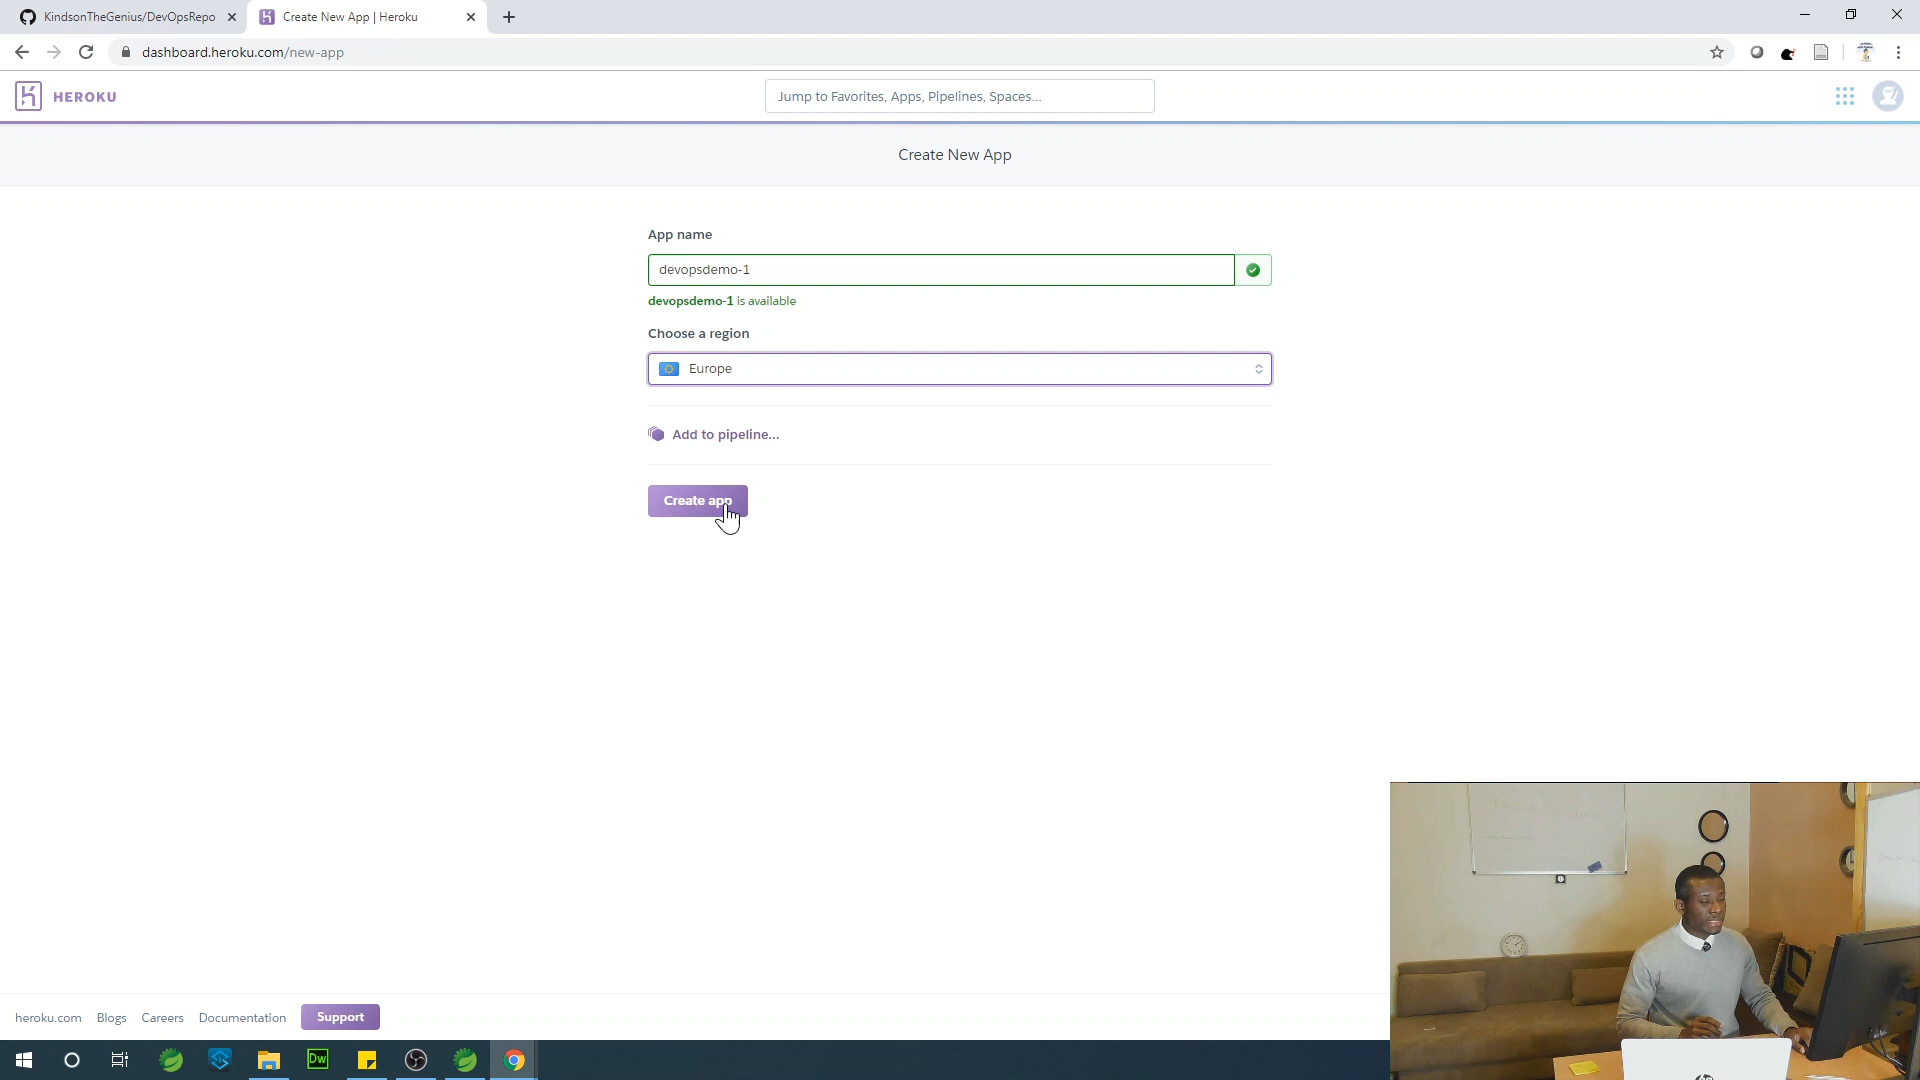 KindsonTheGenius/DevOpsRepo
Create New App | Heroku
dashboard.heroku.com/new-app
HEROKU
Jump to Favorites, Apps, Pipelines, Spaces...
Create New App
App name
devopsdemo-1
devopsdemo-1 is available
Choose a region
Europe
Add to pipeline...
Create app
heroku.com
Blogs
Careers
Documentation
Support
Dw